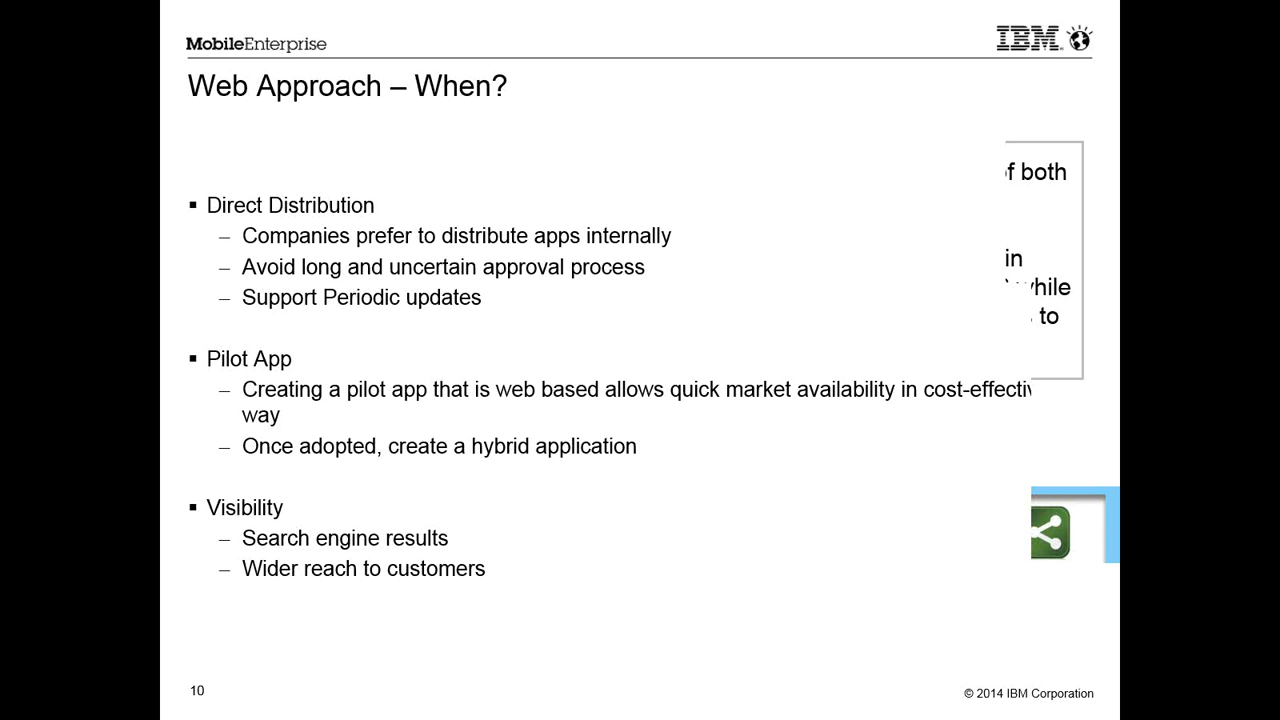 MobileEnterprise
IBM
Web Approach – When?
▪ Direct Distribution
– Companies prefer to distribute apps internally
– Avoid long and uncertain approval process
– Support Periodic updates
▪ Pilot App
– Creating a pilot app that is web based allows quick market availability in cost-effectiv
way
– Once adopted, create a hybrid application
▪ Visibility
– Search engine results
– Wider reach to customers
of both
in
while
to
10
© 2014 IBM Corporation